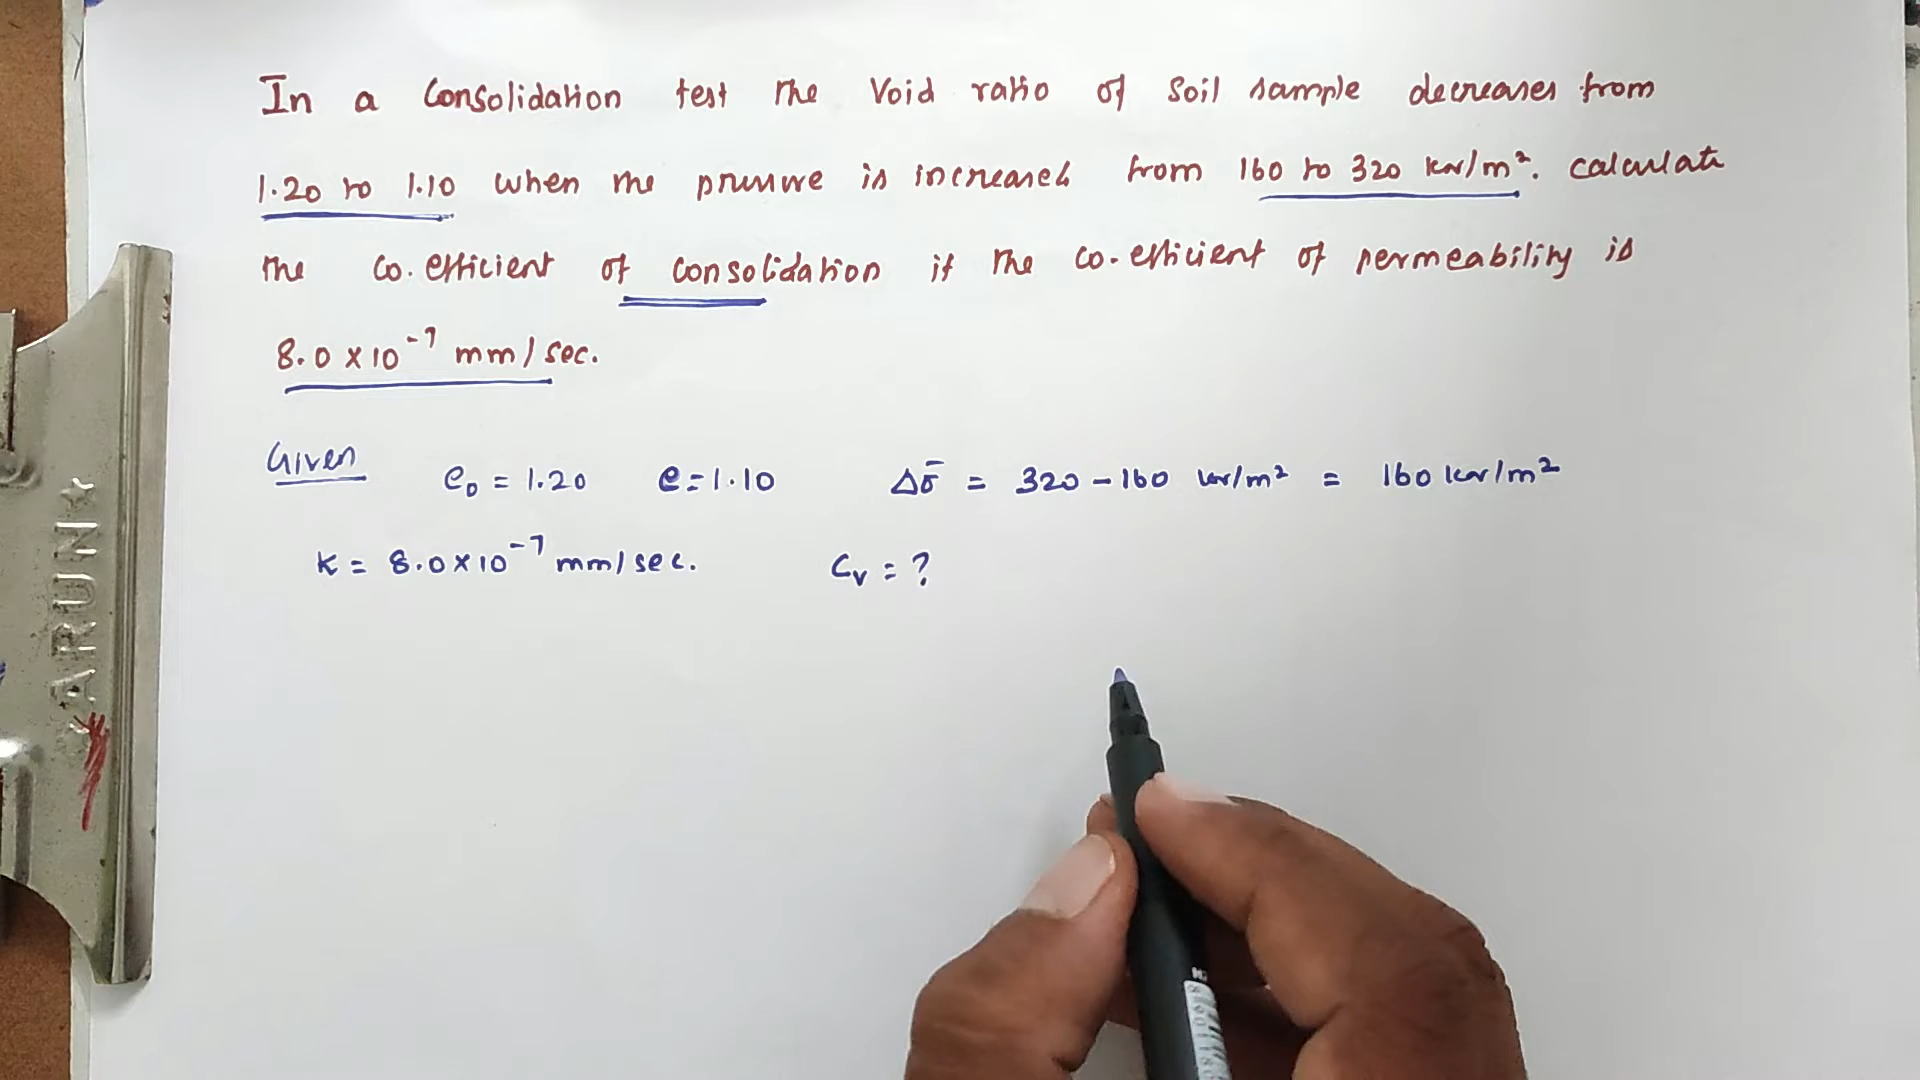 In a Consolidation test the Void ratio of Soil sample decreases from
1.20 to 1.10 when the pressure is increased from 160 to 320 kN/m². calculate
the co.efficient of consolidation if the co-efficient of permeability is
8.0 × 10⁻⁷ mm/sec.
Given e₀ = 1.20 e = 1.10 Δσ̄ = 320 - 160 kN/m² = 160 kN/m²
K = 8.0 × 10⁻⁷ mm/sec. Cᵥ = ?
ARUN